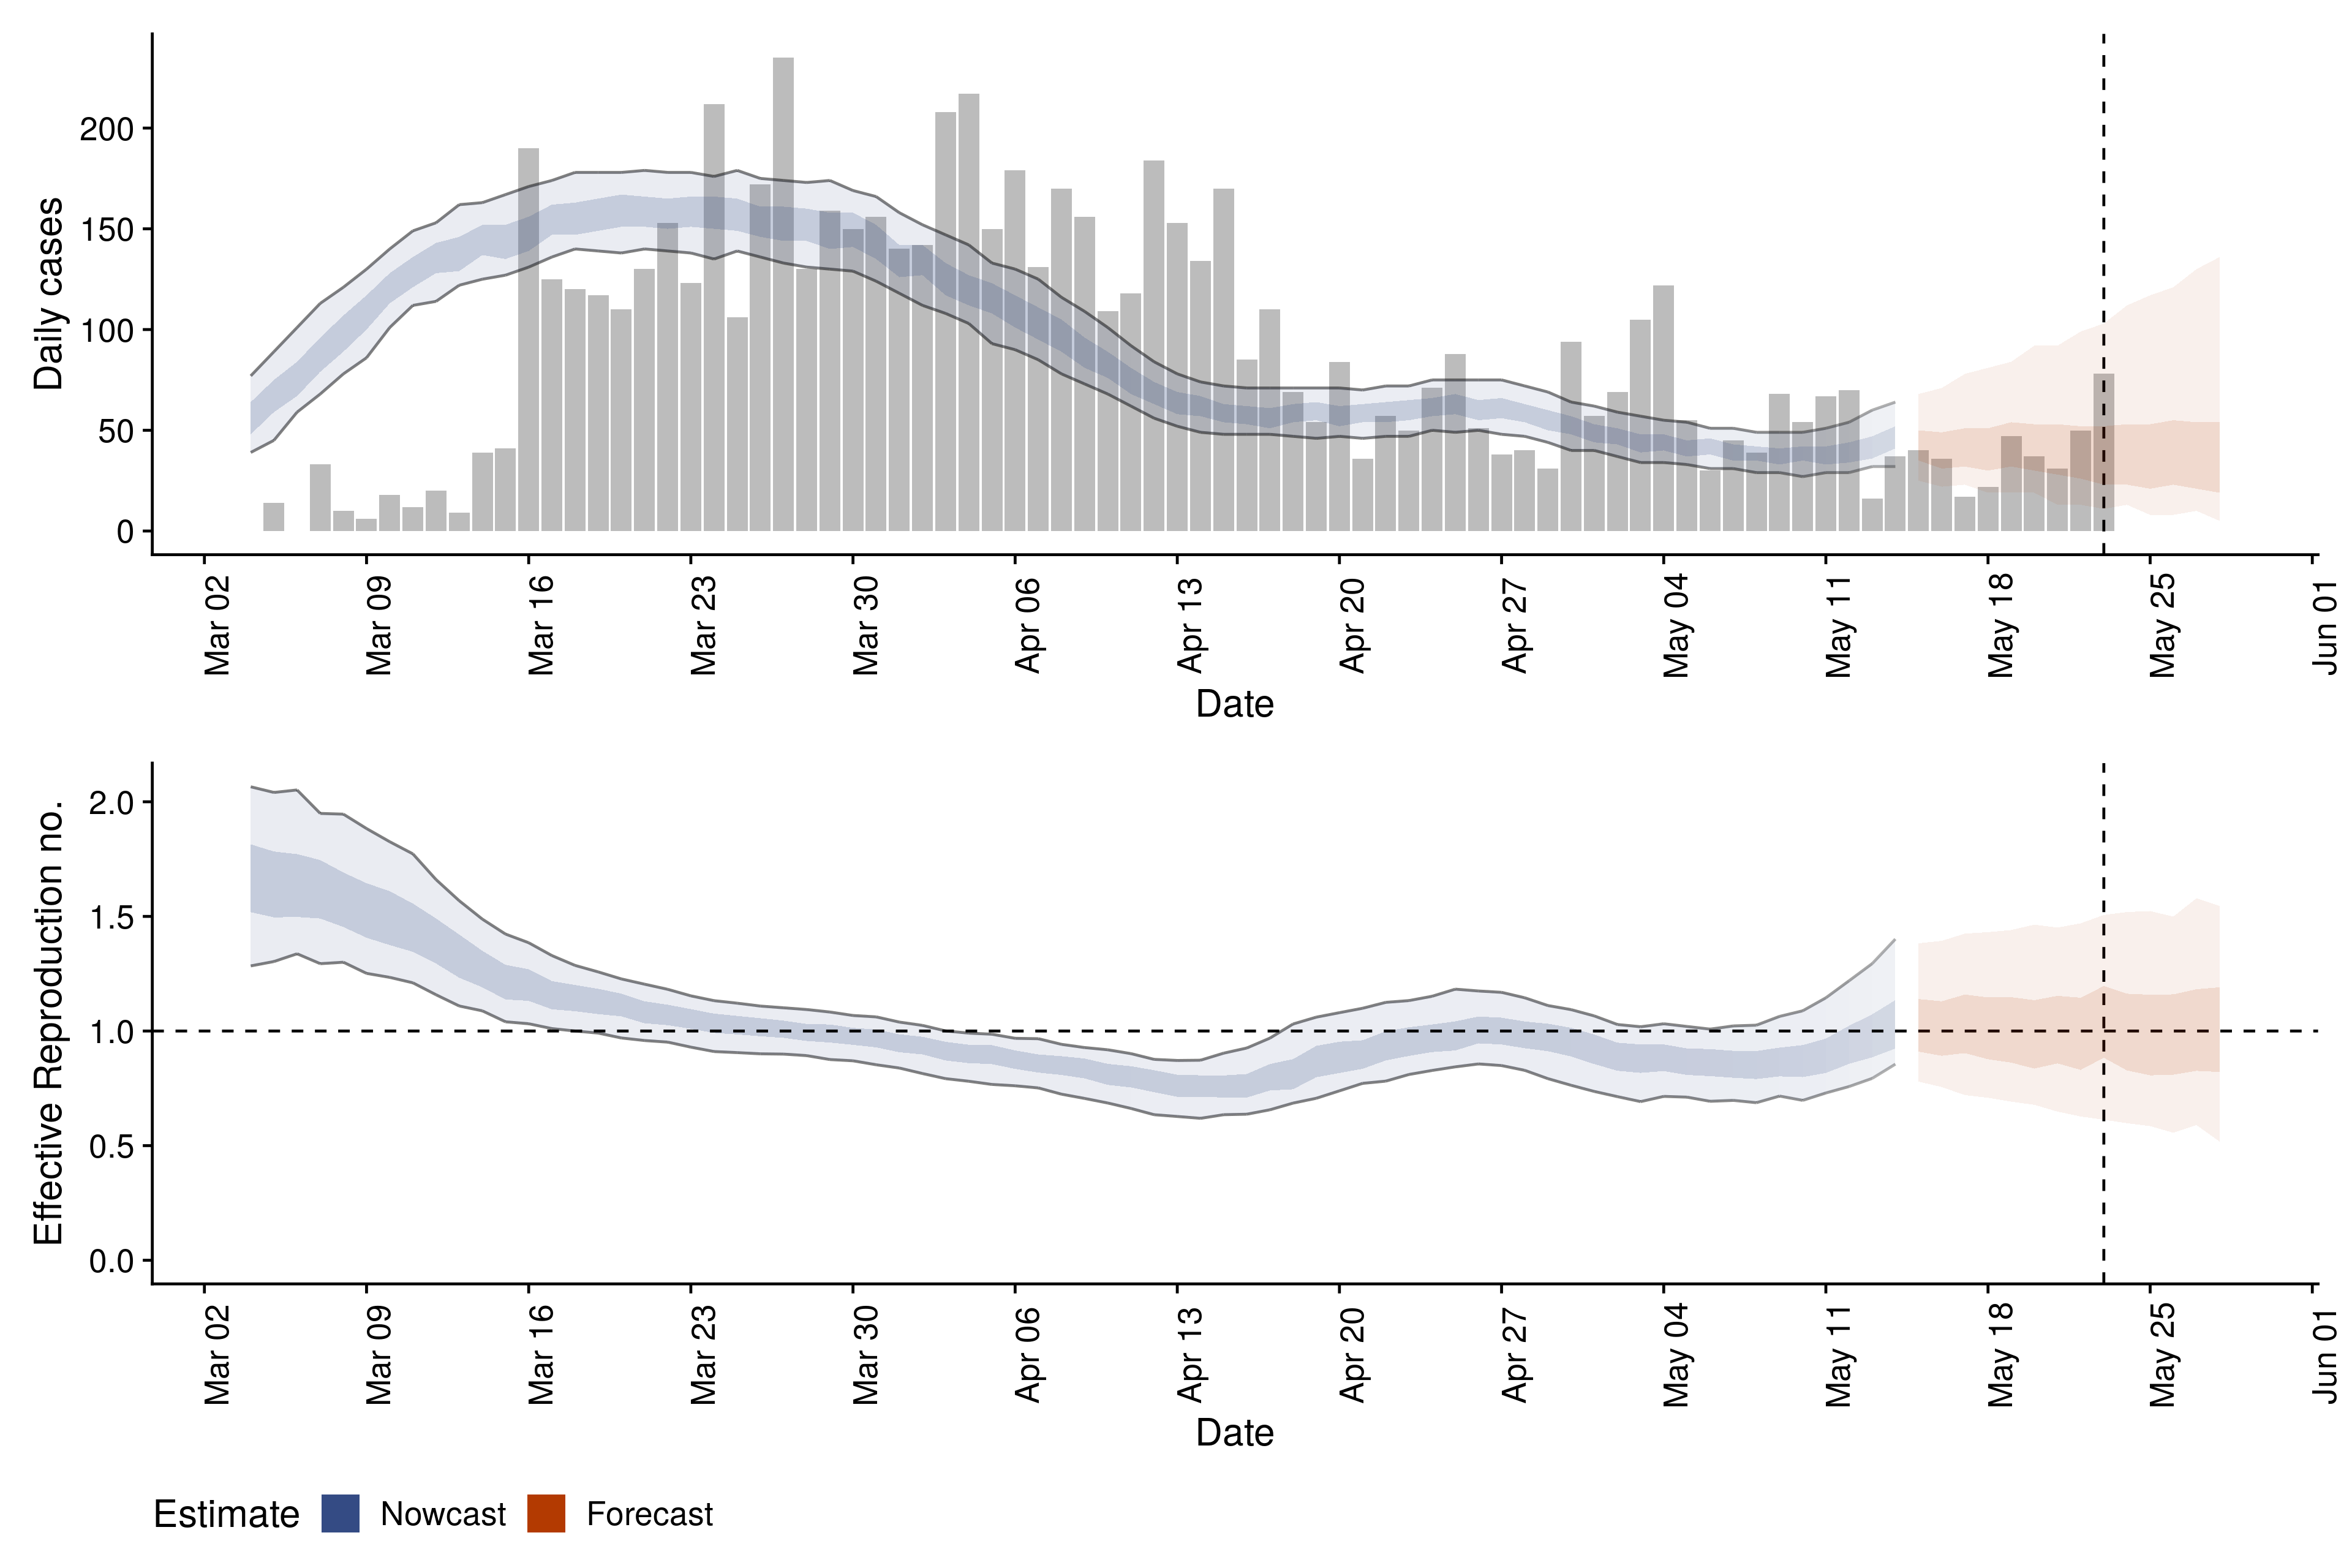 Daily cases
200
150
100
50
0
Mar 02 Mar 09 Mar 16 Mar 23 Mar 30 Apr 06 Apr 13 Apr 20 Apr 27 May 04 May 11 May 18 May 25 Jun 01
Date
Effective Reproduction no.
2.0
1.5
1.0
0.5
0.0
Mar 02 Mar 09 Mar 16 Mar 23 Mar 30 Apr 06 Apr 13 Apr 20 Apr 27 May 04 May 11 May 18 May 25 Jun 01
Date
Estimate Nowcast Forecast